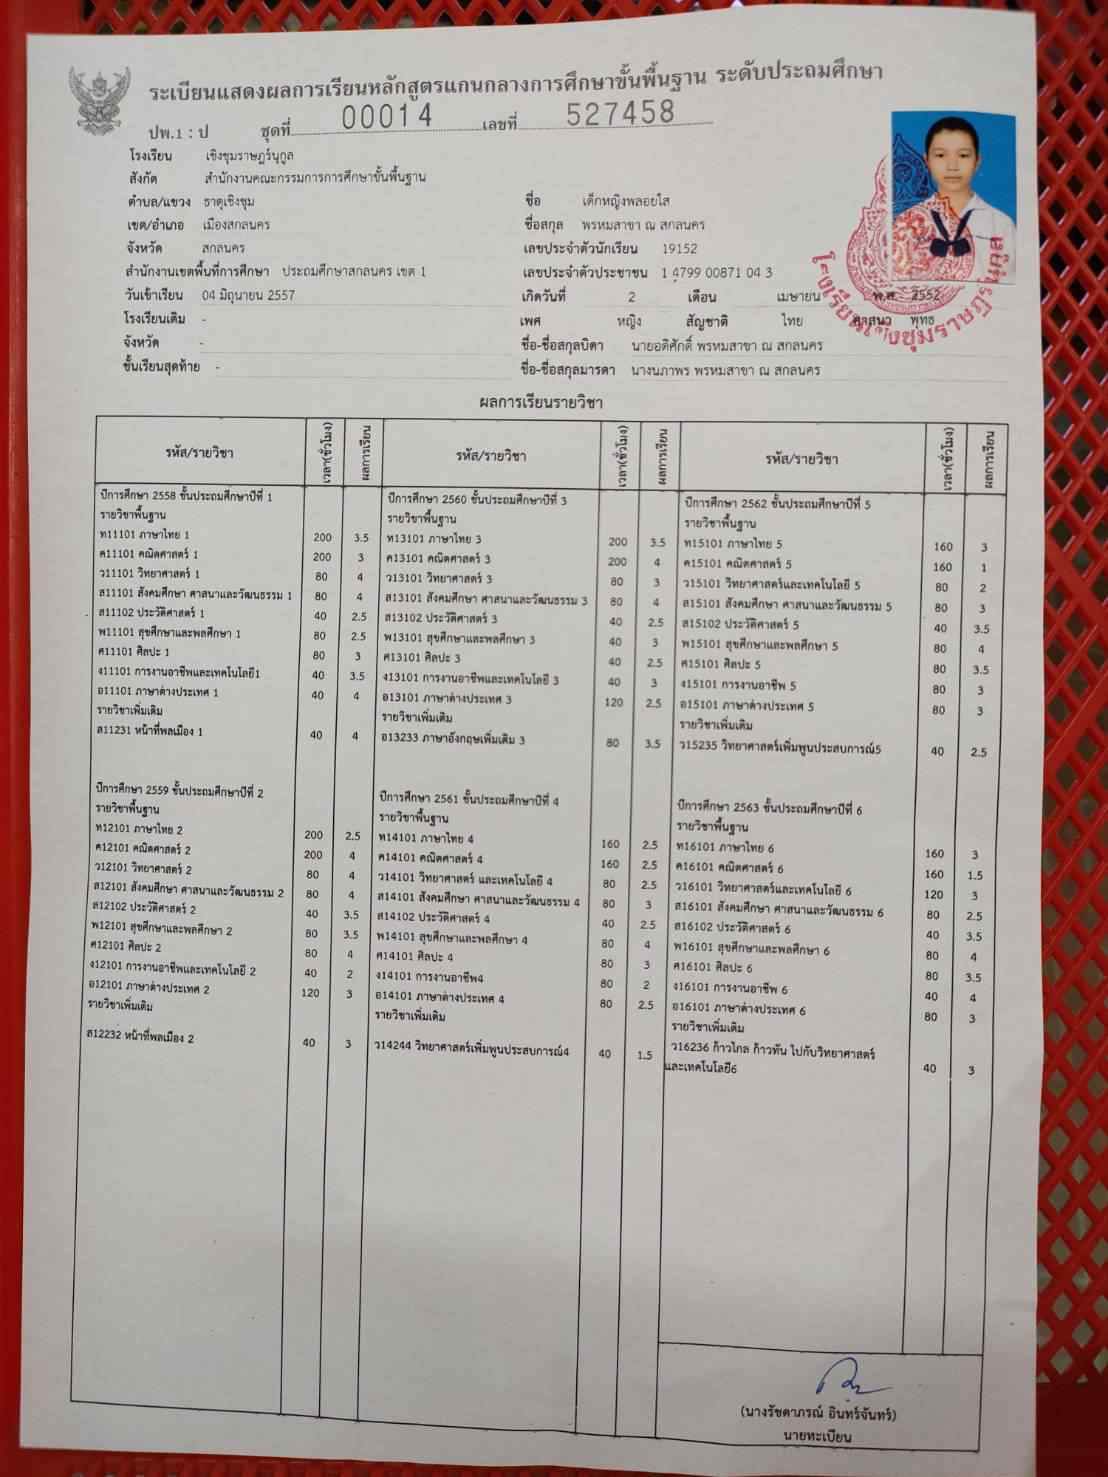 ระเบียนแสดงผลการเรียนหลักสูตรแกนกลางการศึกษาขั้นพื้นฐาน ระดับประถมศึกษา
ปพ.1 : ป ชุดที่ 00014 เลขที่ 527458
โรงเรียน เชิงชุมราษฎร์นุกูล
สังกัด สำนักงานคณะกรรมการการศึกษาขั้นพื้นฐาน
ตำบล/แขวง ธาตุเชิงชุม
เขต/อำเภอ เมืองสกลนคร
จังหวัด สกลนคร
สำนักงานเขตพื้นที่การศึกษา ประถมศึกษาสกลนคร เขต 1
วันเข้าเรียน 04 มิถุนายน 2557
โรงเรียนเดิม -
จังหวัด -
ชั้นเรียนสุดท้าย -
ชื่อ เด็กหญิงพลอยใส
ชื่อสกุล พรหมสาขา ณ สกลนคร
เลขประจำตัวนักเรียน 19152
เลขประจำตัวประชาชน 1 4799 00871 04 3
เกิดวันที่ 2 เดือน เมษายน พ.ศ. 2552
เพศ หญิง สัญชาติ ไทย ศาสนา พุทธ
ชื่อ-ชื่อสกุลบิดา นายอดิศักดิ์ พรหมสาขา ณ สกลนคร
ชื่อ-ชื่อสกุลมารดา นางนภาพร พรหมสาขา ณ สกลนคร
โรงเรียนเชิงชุมราษฎร์นุกูล
ผลการเรียนรายวิชา
รหัส/รายวิชา เวลา(ชั่วโมง) ผลการเรียน
ปีการศึกษา 2558 ชั้นประถมศึกษาปีที่ 1
รายวิชาพื้นฐาน
ท11101 ภาษาไทย 1 200 3.5
ค11101 คณิตศาสตร์ 1 200 3
ว11101 วิทยาศาสตร์ 1 80 4
ส11101 สังคมศึกษา ศาสนาและวัฒนธรรม 1 80 4
ส11102 ประวัติศาสตร์ 1 40 2.5
พ11101 สุขศึกษาและพลศึกษา 1 80 2.5
ศ11101 ศิลปะ 1 80 3
ง11101 การงานอาชีพและเทคโนโลยี1 40 3.5
อ11101 ภาษาต่างประเทศ 1 40 4
รายวิชาเพิ่มเติม
ส11231 หน้าที่พลเมือง 1 40 4
ปีการศึกษา 2559 ชั้นประถมศึกษาปีที่ 2
รายวิชาพื้นฐาน
ท12101 ภาษาไทย 2 200 2.5
ค12101 คณิตศาสตร์ 2 200 4
ว12101 วิทยาศาสตร์ 2 80 4
ส12101 สังคมศึกษา ศาสนาและวัฒนธรรม 2 80 4
ส12102 ประวัติศาสตร์ 2 40 3.5
พ12101 สุขศึกษาและพลศึกษา 2 80 3.5
ศ12101 ศิลปะ 2 80 4
ง12101 การงานอาชีพและเทคโนโลยี 2 40 2
อ12101 ภาษาต่างประเทศ 2 120 3
รายวิชาเพิ่มเติม
ส12232 หน้าที่พลเมือง 2 40 3
รหัส/รายวิชา เวลา(ชั่วโมง) ผลการเรียน
ปีการศึกษา 2560 ชั้นประถมศึกษาปีที่ 3
รายวิชาพื้นฐาน
ท13101 ภาษาไทย 3 200 3.5
ค13101 คณิตศาสตร์ 3 200 4
ว13101 วิทยาศาสตร์ 3 80 3
ส13101 สังคมศึกษา ศาสนาและวัฒนธรรม 3 80 4
ส13102 ประวัติศาสตร์ 3 40 2.5
พ13101 สุขศึกษาและพลศึกษา 3 40 3
ศ13101 ศิลปะ 3 40 2.5
ง13101 การงานอาชีพและเทคโนโลยี 3 40 3
อ13101 ภาษาต่างประเทศ 3 120 2.5
รายวิชาเพิ่มเติม
อ13233 ภาษาอังกฤษเพิ่มเติม 3 80 3.5
ปีการศึกษา 2561 ชั้นประถมศึกษาปีที่ 4
รายวิชาพื้นฐาน
ท14101 ภาษาไทย 4 160 2.5
ค14101 คณิตศาสตร์ 4 160 2.5
ว14101 วิทยาศาสตร์ และเทคโนโลยี 4 80 2.5
ส14101 สังคมศึกษา ศาสนาและวัฒนธรรม 4 80 3
ส14102 ประวัติศาสตร์ 4 40 2.5
พ14101 สุขศึกษาและพลศึกษา 4 80 4
ศ14101 ศิลปะ 4 80 3
ง14101 การงานอาชีพ4 80 2
อ14101 ภาษาต่างประเทศ 4 80 2.5
รายวิชาเพิ่มเติม
ว14244 วิทยาศาสตร์เพิ่มพูนประสบการณ์4 40 1.5
รหัส/รายวิชา เวลา(ชั่วโมง) ผลการเรียน
ปีการศึกษา 2562 ชั้นประถมศึกษาปีที่ 5
รายวิชาพื้นฐาน
ท15101 ภาษาไทย 5 160 3
ค15101 คณิตศาสตร์ 5 160 1
ว15101 วิทยาศาสตร์และเทคโนโลยี 5 80 2
ส15101 สังคมศึกษา ศาสนาและวัฒนธรรม 5 80 3
ส15102 ประวัติศาสตร์ 5 40 3.5
พ15101 สุขศึกษาและพลศึกษา 5 80 4
ศ15101 ศิลปะ 5 80 3.5
ง15101 การงานอาชีพ 5 80 3
อ15101 ภาษาต่างประเทศ 5 80 3
รายวิชาเพิ่มเติม
ว15235 วิทยาศาสตร์เพิ่มพูนประสบการณ์5 40 2.5
ปีการศึกษา 2563 ชั้นประถมศึกษาปีที่ 6
รายวิชาพื้นฐาน
ท16101 ภาษาไทย 6 160 3
ค16101 คณิตศาสตร์ 6 160 1.5
ว16101 วิทยาศาสตร์และเทคโนโลยี 6 120 3
ส16101 สังคมศึกษา ศาสนาและวัฒนธรรม 6 80 2.5
ส16102 ประวัติศาสตร์ 6 40 3.5
พ16101 สุขศึกษาและพลศึกษา 6 80 4
ศ16101 ศิลปะ 6 80 3.5
ง16101 การงานอาชีพ 6 40 4
อ16101 ภาษาต่างประเทศ 6 80 3
รายวิชาเพิ่มเติม
ว16236 ก้าวไกล ก้าวทัน ไปกับวิทยาศาสตร์
และเทคโนโลยี6 40 3
(นางรัชดาภรณ์ อินทร์จันทร์)
นายทะเบียน